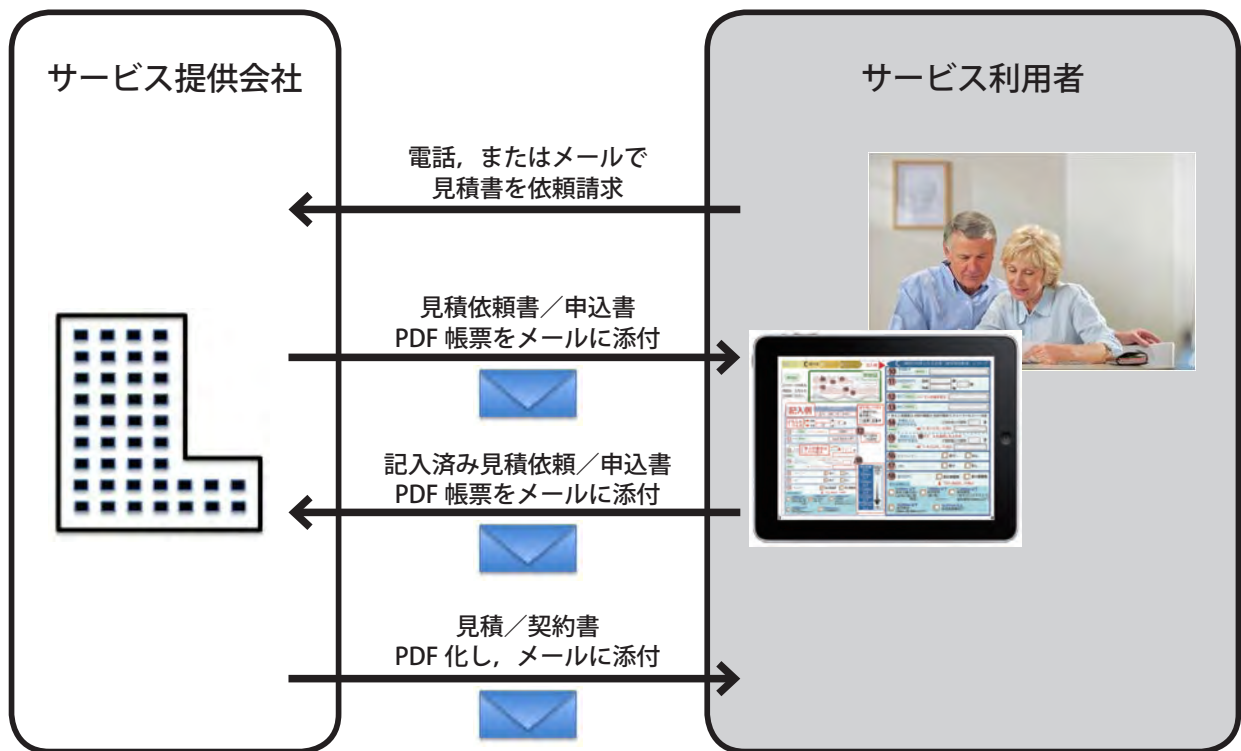 サービス提供会社
サービス利用者
電話，またはメールで
見積書を依頼請求
見積依頼書／申込書
PDF 帳票をメールに添付
記入済み見積依頼／申込書
PDF 帳票をメールに添付
見積／契約書
PDF 化し，メールに添付
記入例